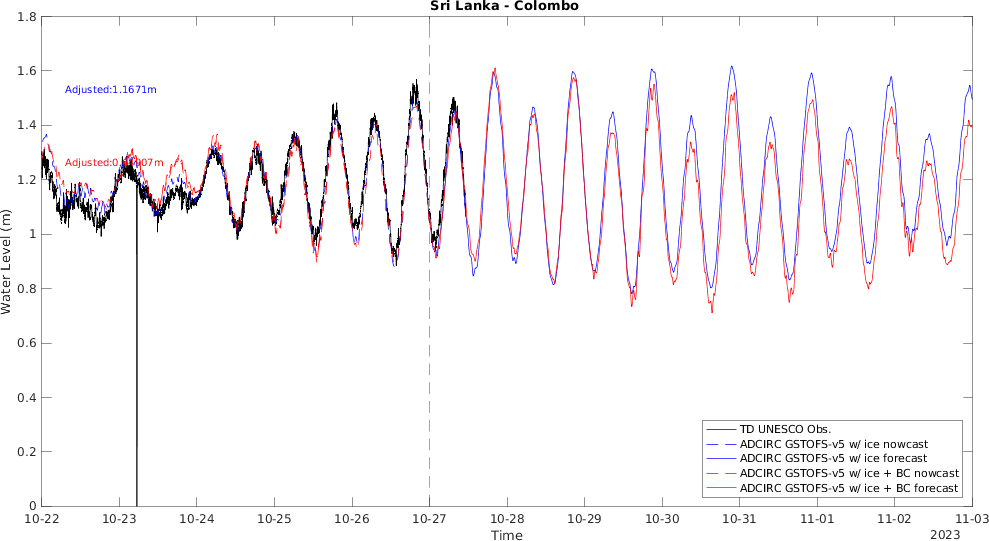 Sri Lanka - Colombo
1.8
1.6
1.4
1.2
1
0.8
0.6
0.4
0.2
0
Water Level (m)
Adjusted:1.1671m
10-22
10-23
10-24
10-25
10-26
10-27
10-28
10-29
10-30
10-31
11-01
11-02
11-03
Time
2023
TD UNESCO Obs.
ADCIRC GSTOFS-v5 w/ ice nowcast
ADCIRC GSTOFS-v5 w/ ice forecast
ADCIRC GSTOFS-v5 w/ ice + BC nowcast
ADCIRC GSTOFS-v5 w/ ice + BC forecast